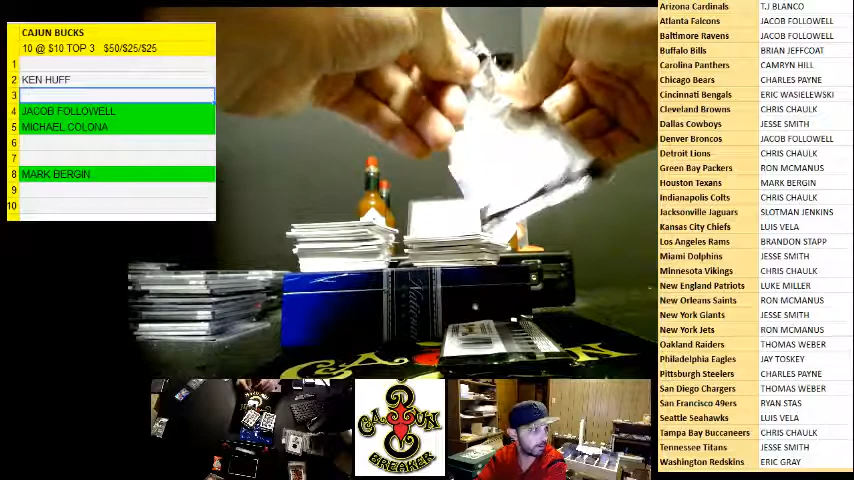 CAJUN BUCKS
10 @ $10 TOP 3 $50/$25/$25
1
2 KEN HUFF
3
4 JACOB FOLLOWELL
5 MICHAEL COLONA
6
7
8 MARK BERGIN
9
10
National
CAJUN
BREAKER
Arizona Cardinals T.J BLANCO
Atlanta Falcons JACOB FOLLOWELL
Baltimore Ravens JACOB FOLLOWELL
Buffalo Bills BRIAN JEFFCOAT
Carolina Panthers CAMRYN HILL
Chicago Bears CHARLES PAYNE
Cincinnati Bengals ERIC WASIELEWSKI
Cleveland Browns CHRIS CHAULK
Dallas Cowboys JESSE SMITH
Denver Broncos JACOB FOLLOWELL
Detroit Lions CHRIS CHAULK
Green Bay Packers RON MCMANUS
Houston Texans MARK BERGIN
Indianapolis Colts CHRIS CHAULK
Jacksonville Jaguars SLOTMAN JENKINS
Kansas City Chiefs LUIS VELA
Los Angeles Rams BRANDON STAPP
Miami Dolphins JESSE SMITH
Minnesota Vikings CHRIS CHAULK
New England Patriots LUKE MILLER
New Orleans Saints RON MCMANUS
New York Giants JESSE SMITH
New York Jets RON MCMANUS
Oakland Raiders THOMAS WEBER
Philadelphia Eagles JAY TOSKEY
Pittsburgh Steelers CHARLES PAYNE
San Diego Chargers THOMAS WEBER
San Francisco 49ers RYAN STAS
Seattle Seahawks LUIS VELA
Tampa Bay Buccaneers CHRIS CHAULK
Tennessee Titans JESSE SMITH
Washington Redskins ERIC GRAY